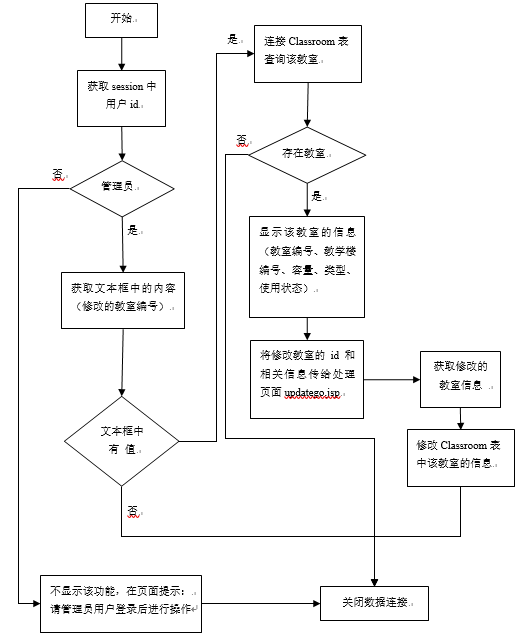 开始
获取 session 中
用户 id
否
管理员
是
获取文本框中的内容
（修改的教室编号）
文本框中
有 值
否
是
连接 Classroom 表
查询该教室
否
存在教室
是
显示该教室的信息
（教室编号、教学楼
编号、容量、类型、
使用状态）
将修改教室的 id 和
相关信息传给处理
页面 updatego.jsp
获取修改的
教室信息
修改 Classroom 表
中该教室的信息
不显示该功能，在页面提示：
请管理员用户登录后进行操作
关闭数据连接